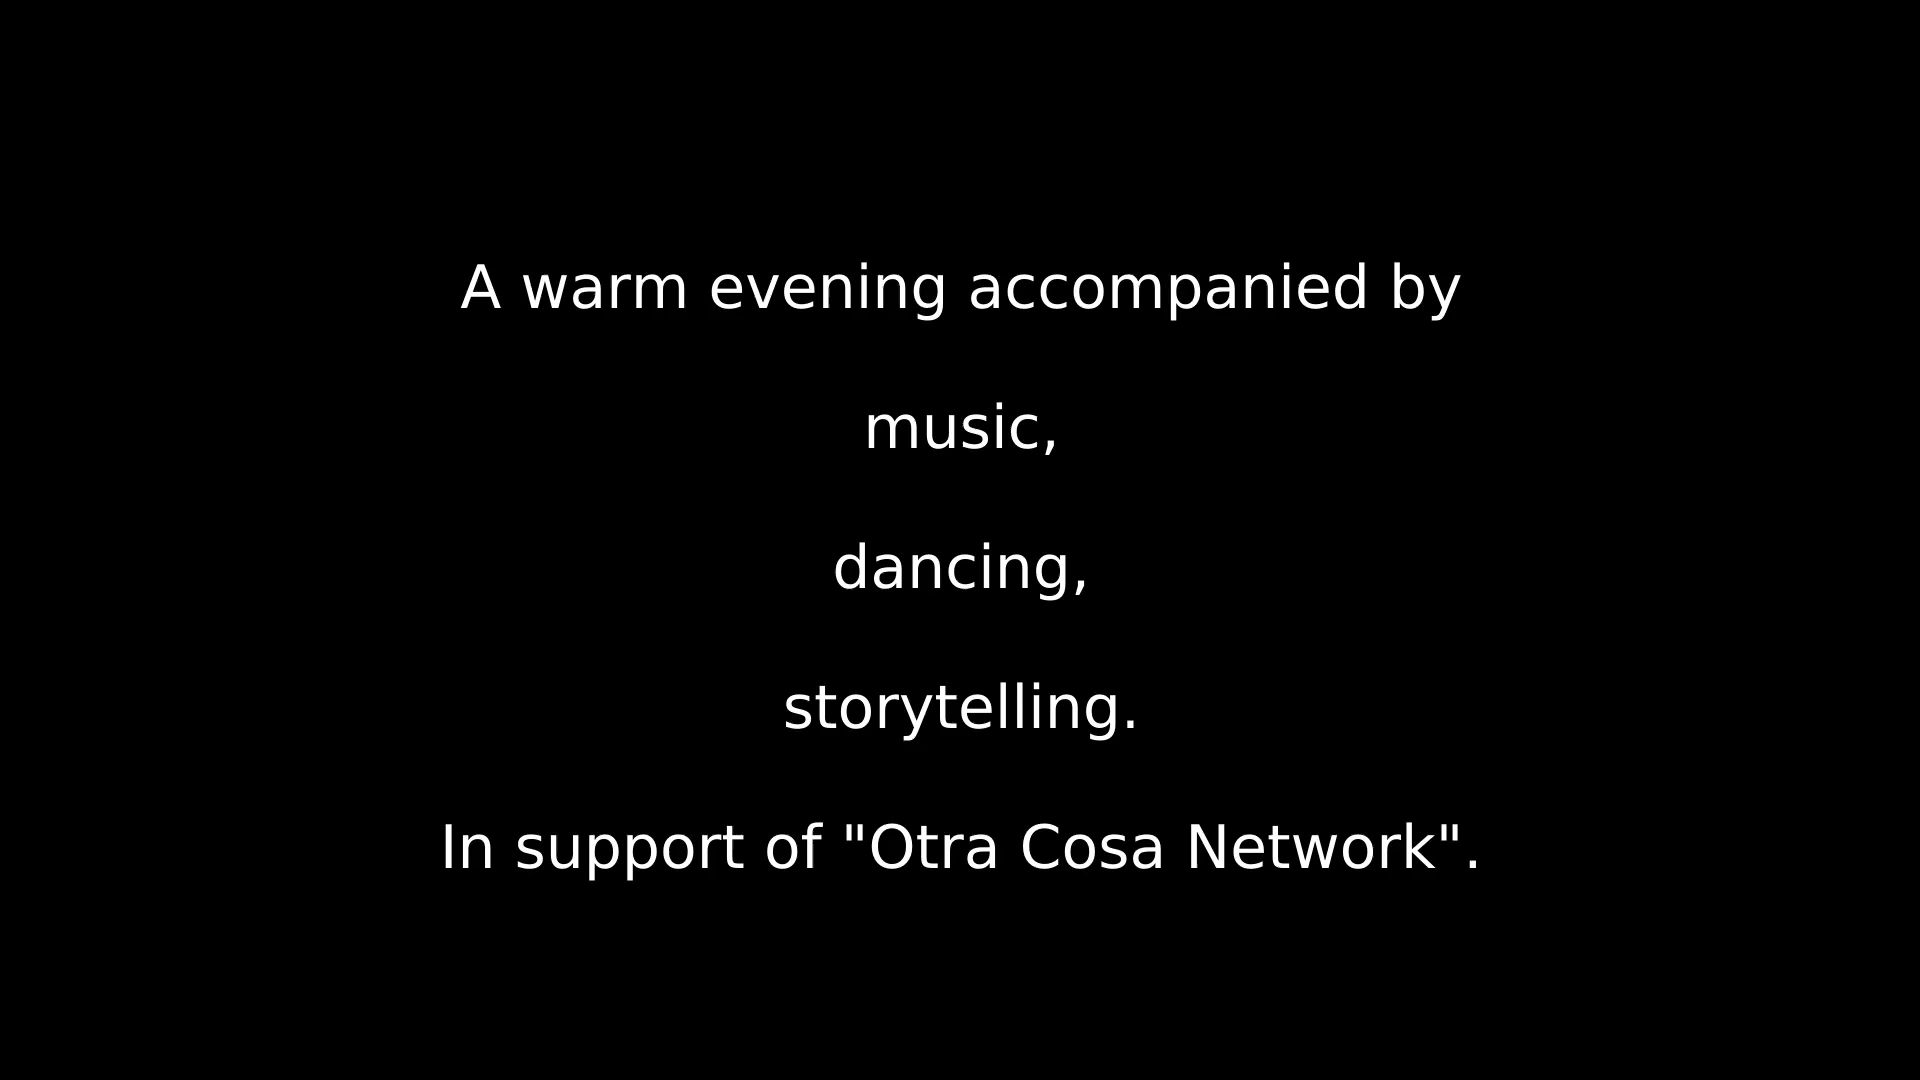 A warm evening accompanied by
music,
dancing,
storytelling.
In support of "Otra Cosa Network".